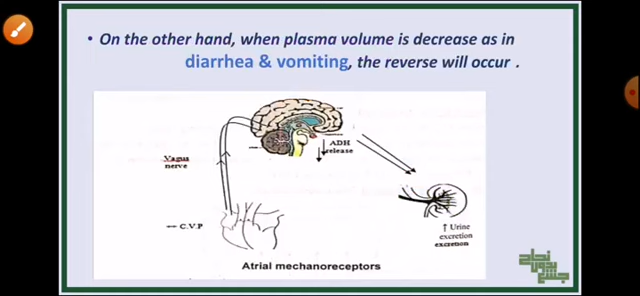 • On the other hand, when plasma volume is decrease as in
diarrhea & vomiting, the reverse will occur .
ADH
release
Vagus
nerve
C.V.P
↑ Urine
excretion
excretion
Atrial mechanoreceptors